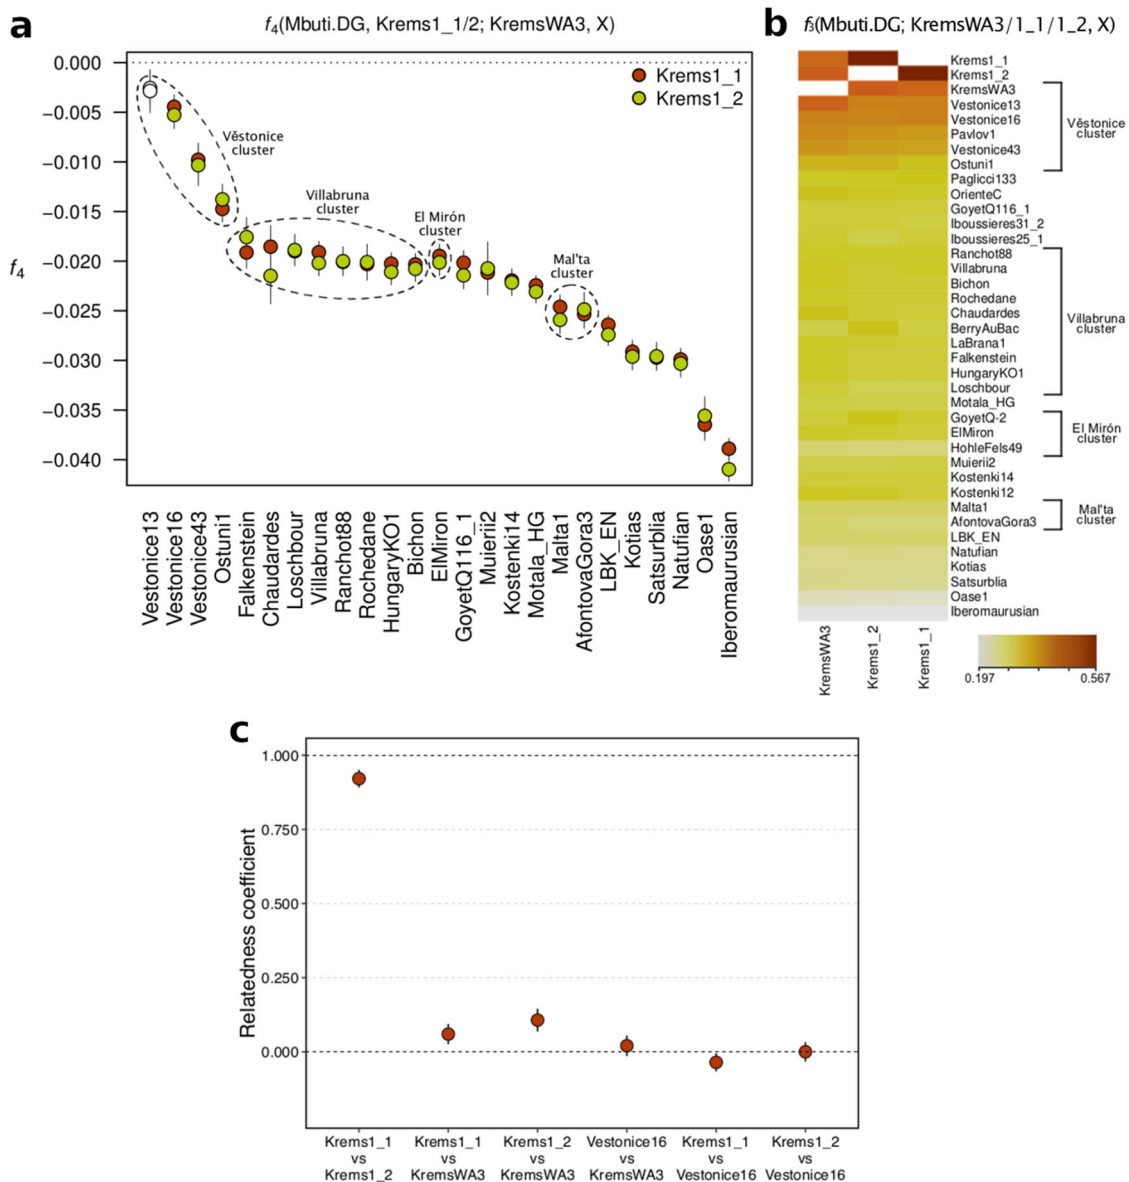 a
f₄(Mbuti.DG, Krems1_1/2; KremsWA3, X)
0.000
−0.005
−0.010
−0.015
−0.020
−0.025
−0.030
−0.035
−0.040
f₄
Krems1_1
Krems1_2
Věstonice
cluster
Villabruna
cluster
El Mirón
cluster
Mal'ta
cluster
Vestonice13
Vestonice16
Vestonice43
Ostuni1
Falkenstein
Chaudardes
Loschbour
Villabruna
Ranchot88
Rochedane
HungaryKO1
Bichon
ElMiron
GoyetQ116_1
Muierii2
Kostenki14
Motala_HG
Malta1
AfontovaGora3
LBK_EN
Kotias
Satsurblia
Natufian
Oase1
Iberomaurusian
b
f₃(Mbuti.DG; KremsWA3/1_1/1_2, X)
Krems1_1
Krems1_2
KremsWA3
Vestonice13
Vestonice16
Pavlov1
Vestonice43
Ostuni1
Paglicci133
OrienteC
GoyetQ116_1
Iboussieres31_2
Iboussieres25_1
Ranchot88
Villabruna
Bichon
Rochedane
Chaudardes
BerryAuBac
LaBrana1
Falkenstein
HungaryKO1
Loschbour
Motala_HG
GoyetQ-2
ElMiron
HohleFels49
Muierii2
Kostenki14
Kostenki12
Malta1
AfontovaGora3
LBK_EN
Natufian
Kotias
Satsurblia
Oase1
Iberomaurusian
Věstonice
cluster
Villabruna
cluster
El Mirón
cluster
Mal'ta
cluster
KremsWA3
Krems1_2
Krems1_1
0.197
0.567
c
Relatedness coefficient
1.000
0.750
0.500
0.250
0.000
Krems1_1
vs
Krems1_2
Krems1_1
vs
KremsWA3
Krems1_2
vs
KremsWA3
Vestonice16
vs
KremsWA3
Krems1_1
vs
Vestonice16
Krems1_2
vs
Vestonice16